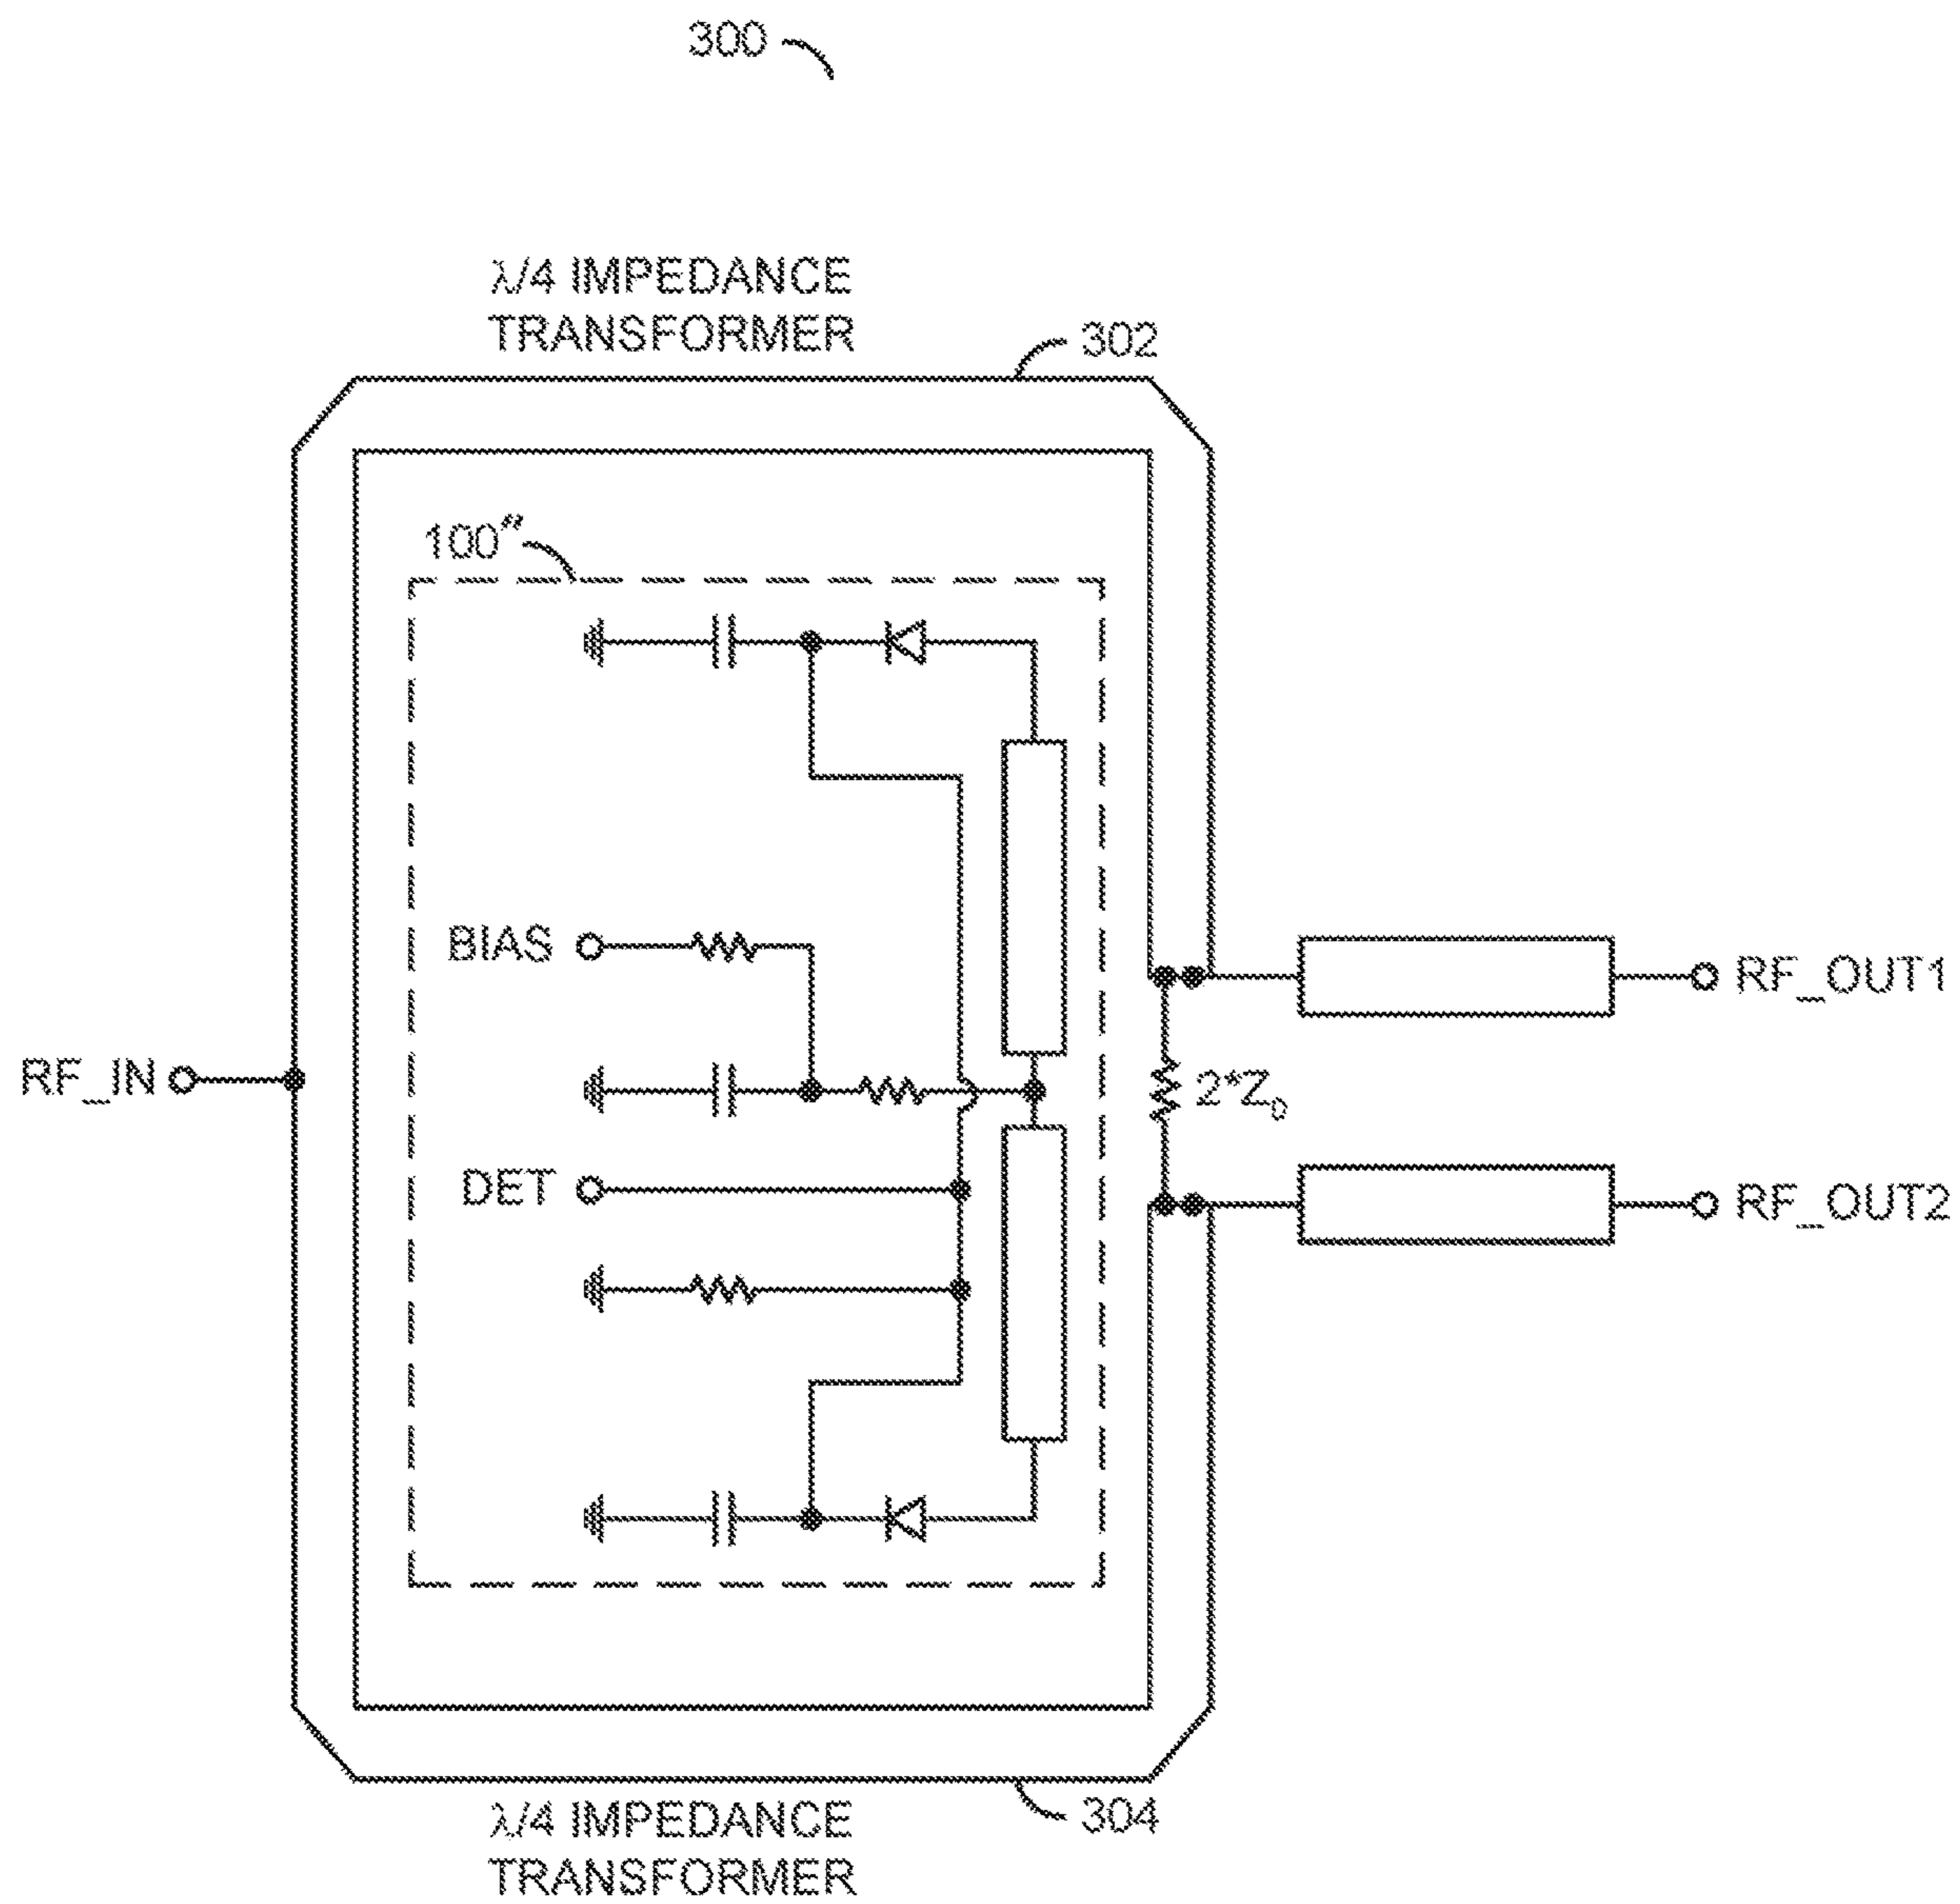 300
λ/4 IMPEDANCE
TRANSFORMER
302
100"
BIAS
RF_OUT1
RF_IN
2*Z₀
DET
RF_OUT2
304
λ/4 IMPEDANCE
TRANSFORMER